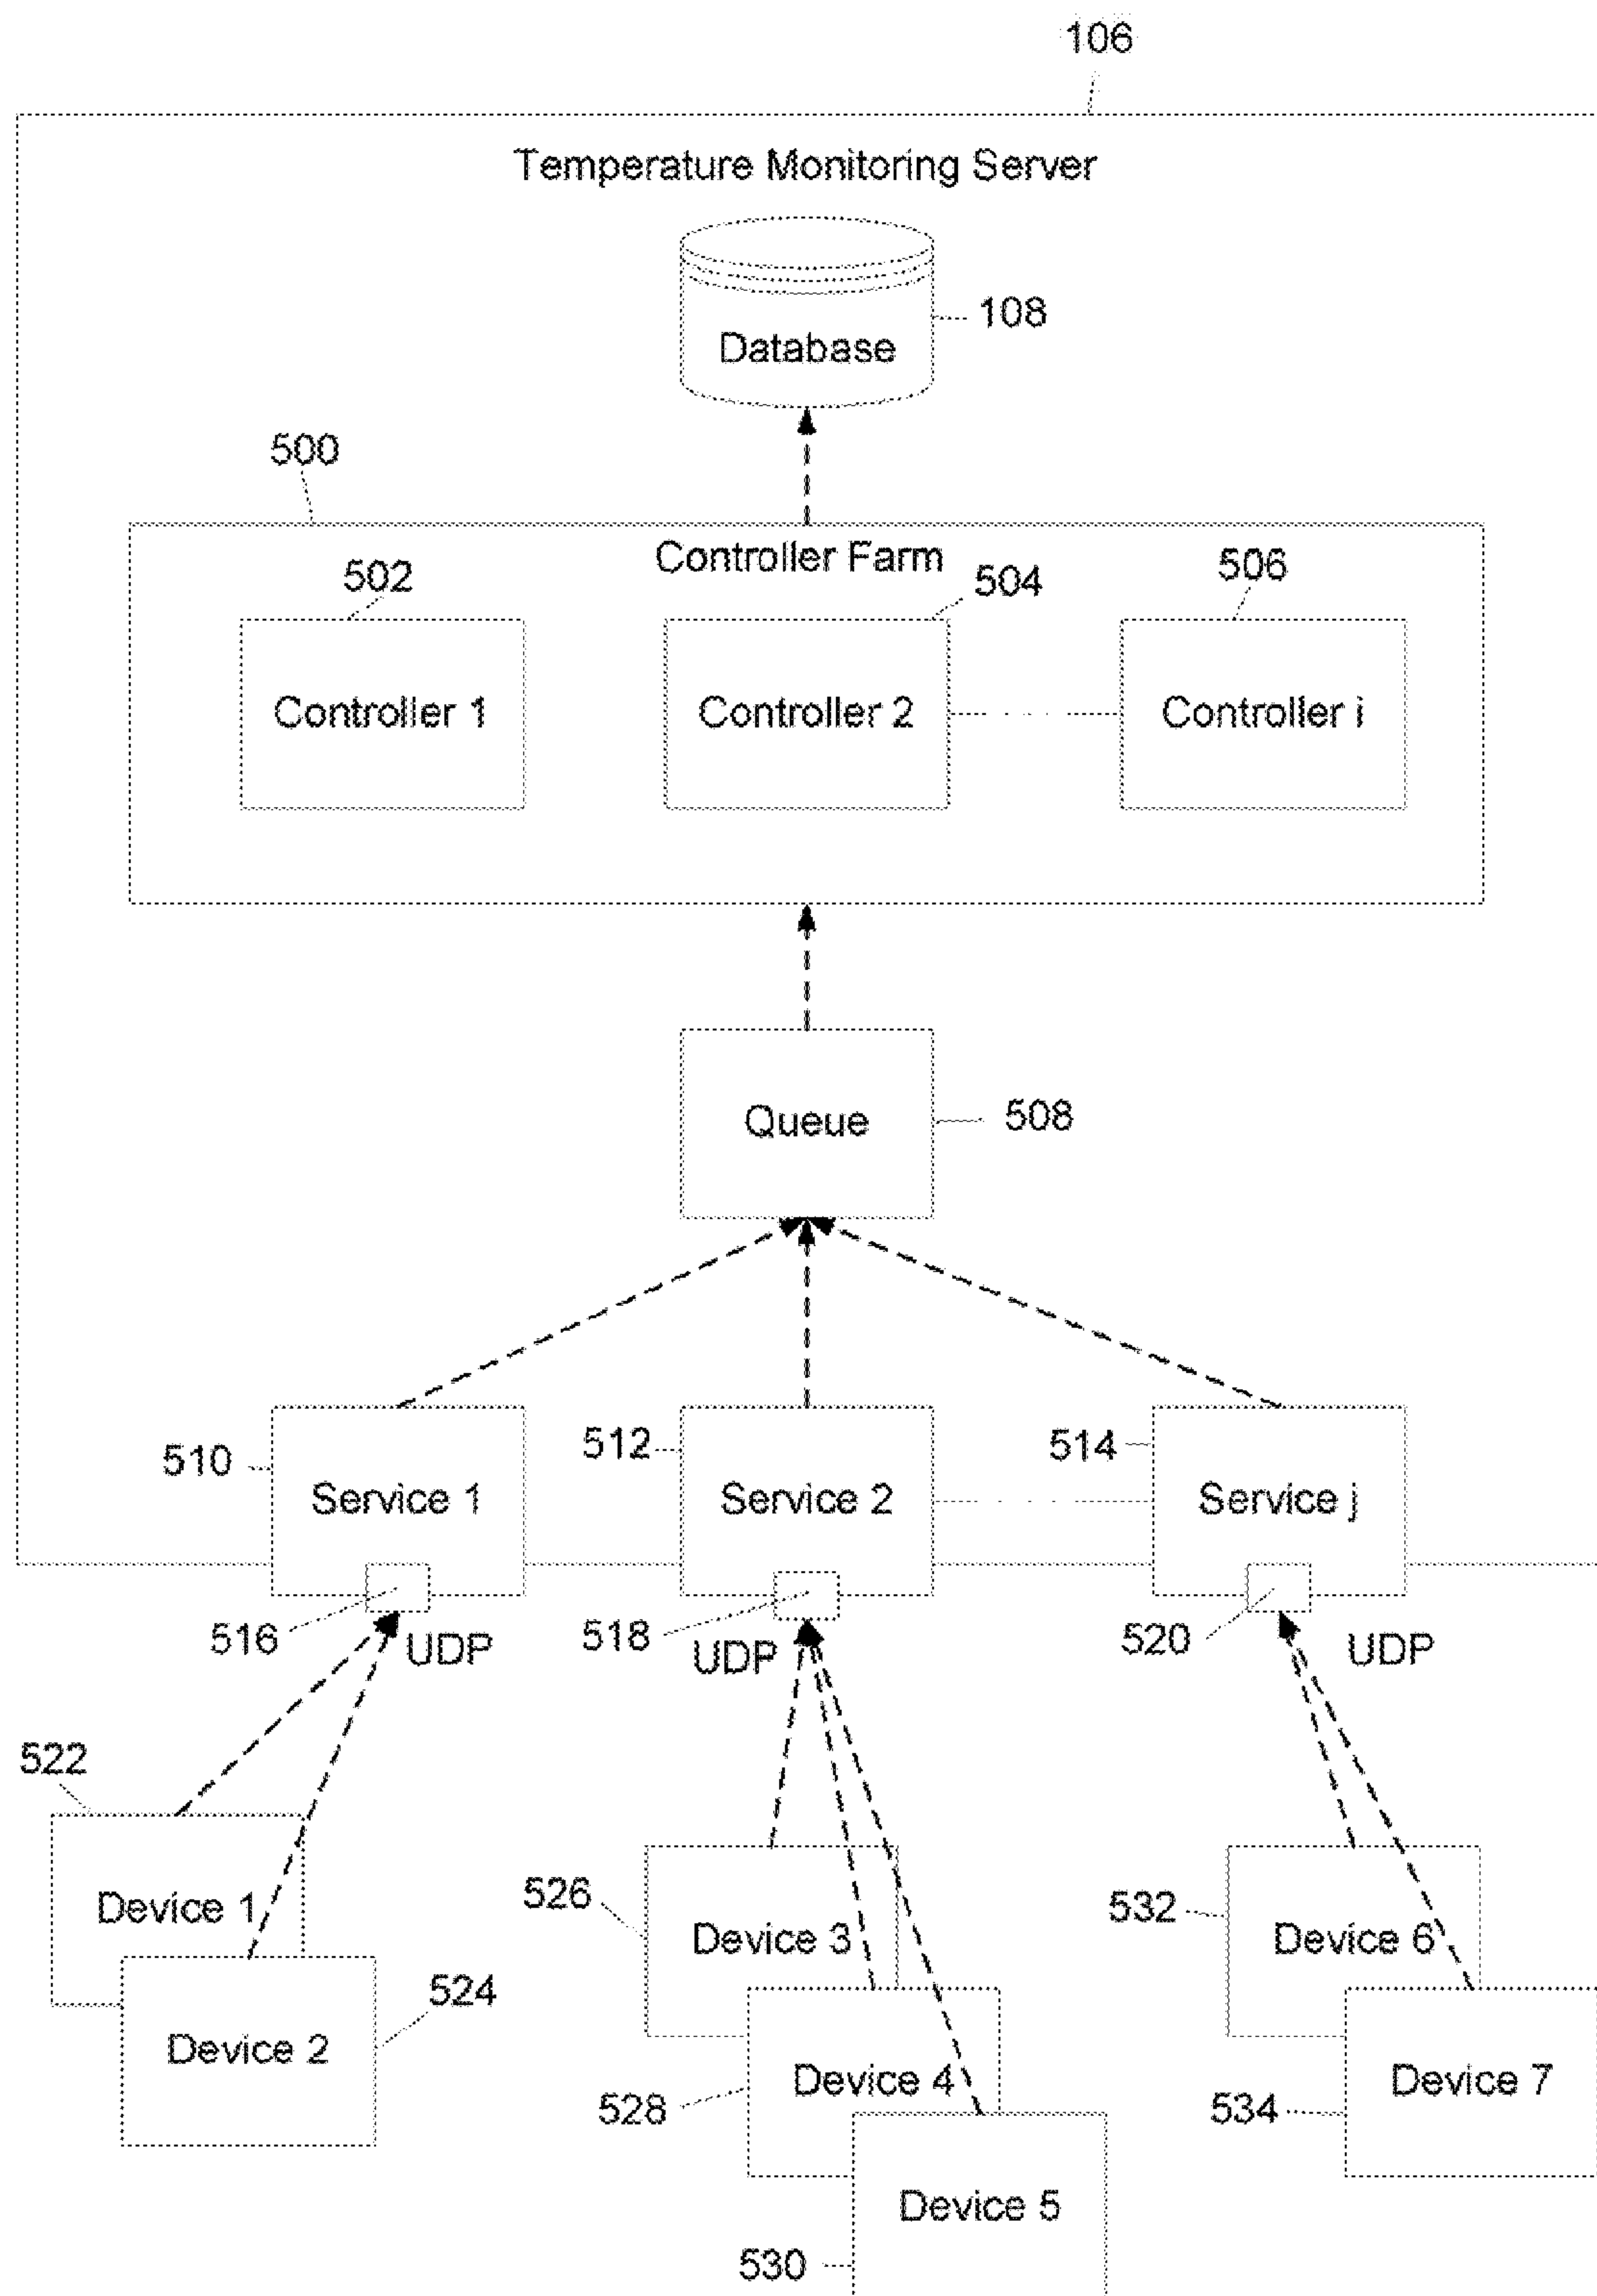 106
Temperature Monitoring Server
Database
108
500
Controller Farm
502
504
506
Controller 1
Controller 2
Controller i
Queue
508
510
512
514
Service 1
Service 2
Service j
516
UDP
518
UDP
520
UDP
522
Device 1
524
Device 2
526
Device 3
528
Device 4
530
Device 5
532
Device 6
534
Device 7